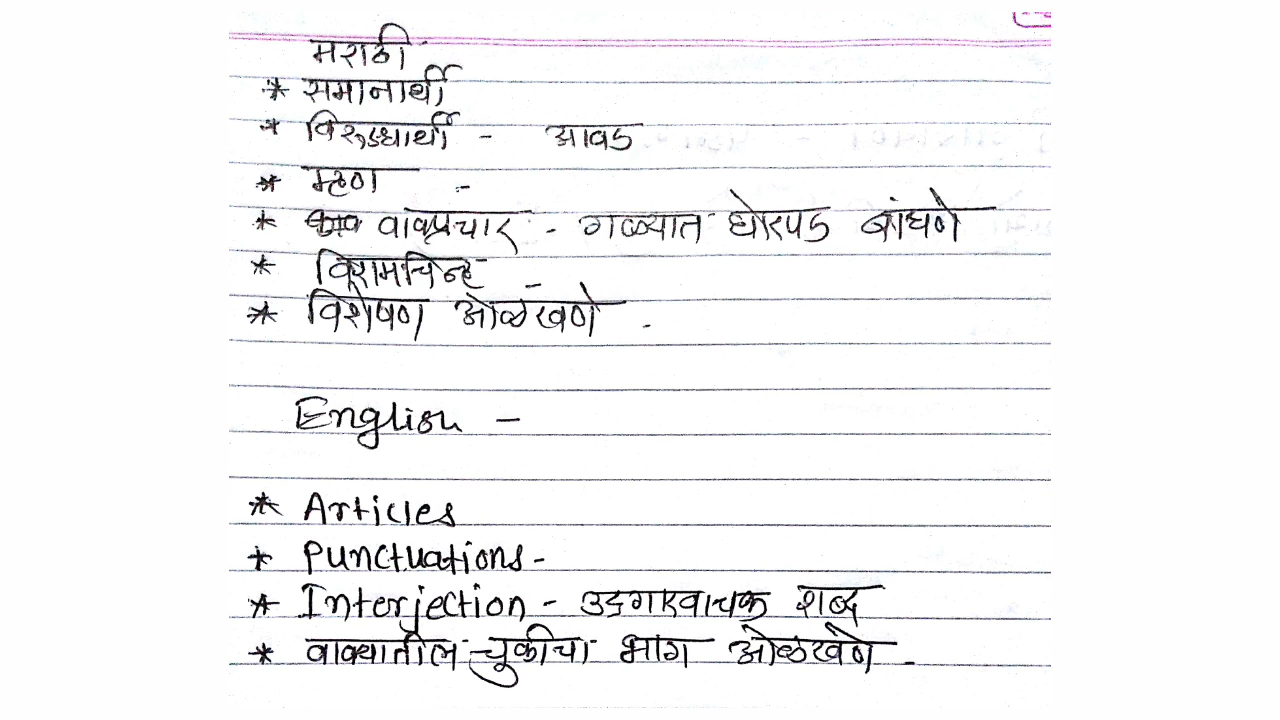 मराठी
* समानार्थी
* विरुध्धार्थी - आवड
* म्हण -
* वाक्प्रचार - गळ्यात घोरपड बांधणे
* विरामचिन्ह -
* विशेषण ओळखणे .
English -
* Articles
* Punctuations -
* Interjection - उद्गारवाचक शब्द
* वाक्यातील चुकीचा भाग ओळखणे -